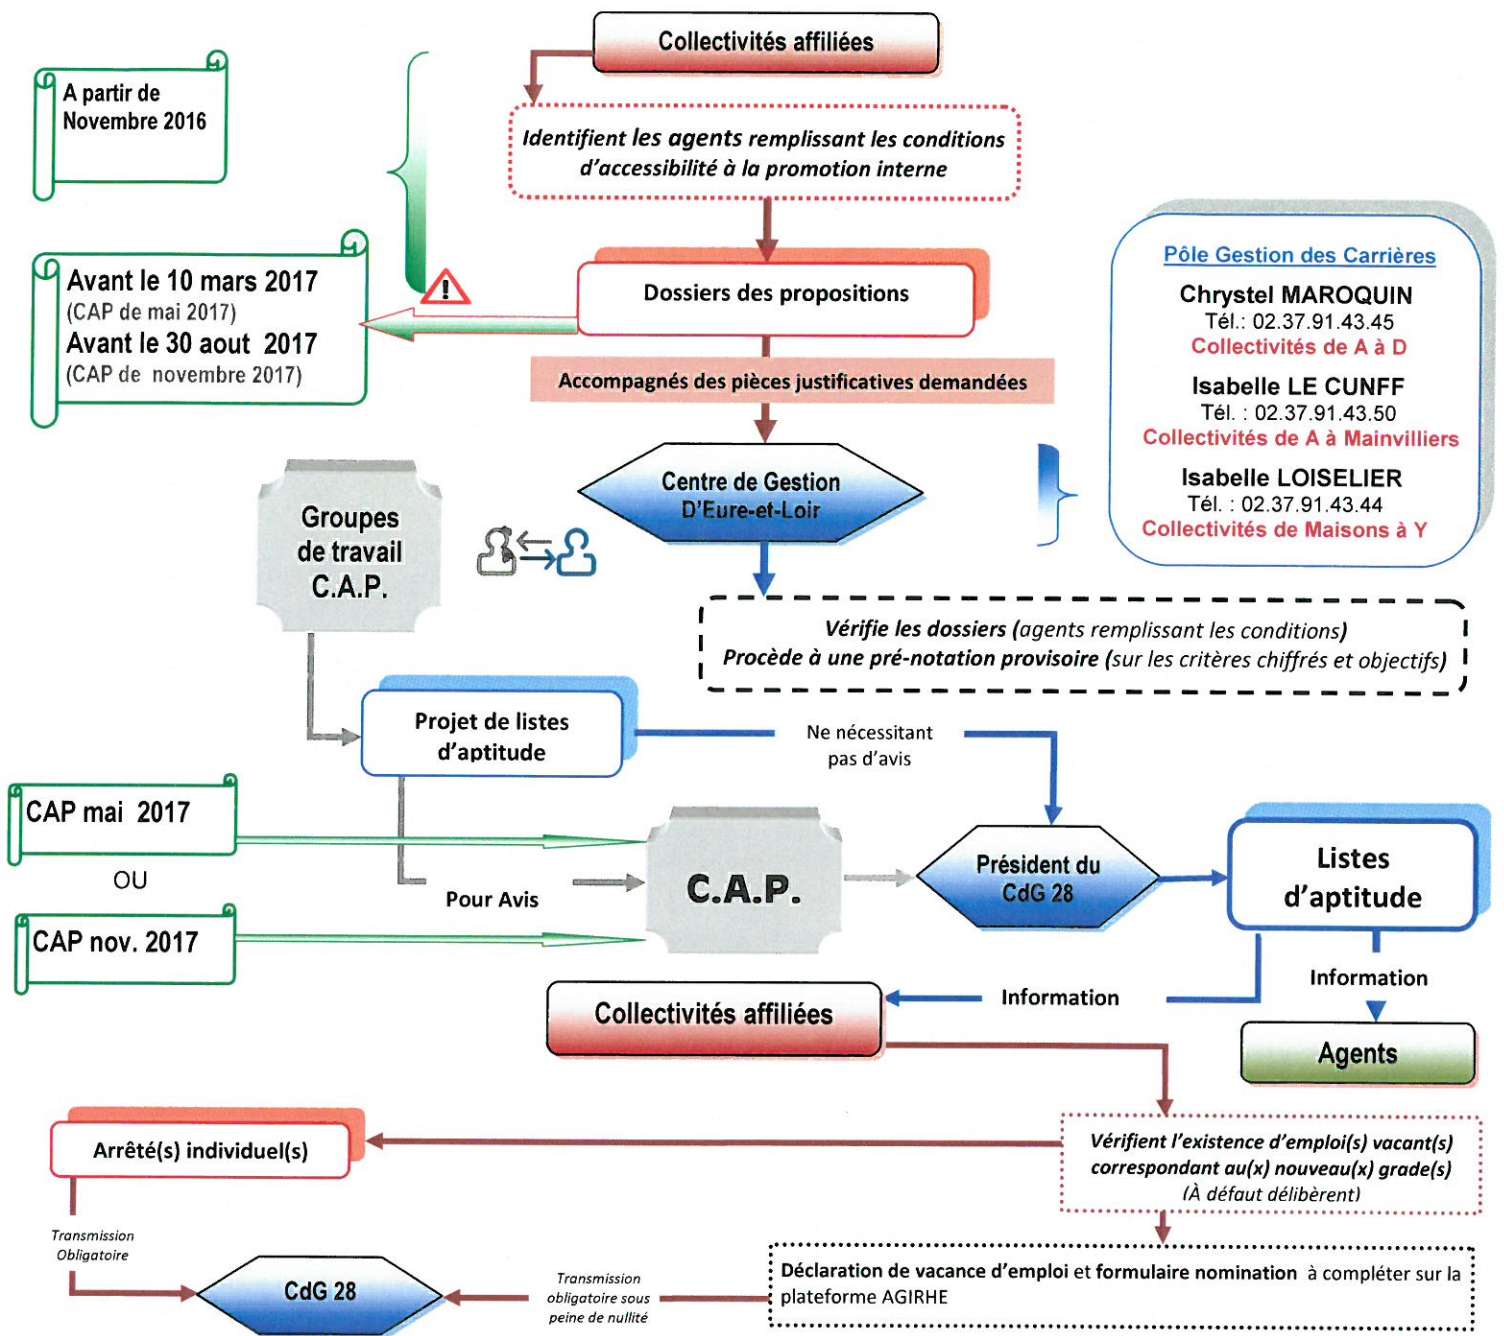 Collectivités affiliées
A partir de
Novembre 2016
Identifient les agents remplissant les conditions
d'accessibilité à la promotion interne
Avant le 10 mars 2017
(CAP de mai 2017)
Avant le 30 aout 2017
(CAP de novembre 2017)
!
Dossiers des propositions
Accompagnés des pièces justificatives demandées
Pôle Gestion des Carrières
Chrystel MAROQUIN
Tél.: 02.37.91.43.45
Collectivités de A à D
Isabelle LE CUNFF
Tél. : 02.37.91.43.50
Collectivités de A à Mainvilliers
Isabelle LOISELIER
Tél. : 02.37.91.43.44
Collectivités de Maisons à Y
Centre de Gestion
D'Eure-et-Loir
Groupes
de travail
C.A.P.
Vérifie les dossiers (agents remplissant les conditions)
Procède à une pré-notation provisoire (sur les critères chiffrés et objectifs)
Projet de listes
d'aptitude
Ne nécessitant
pas d'avis
CAP mai 2017
OU
CAP nov. 2017
Pour Avis
C.A.P.
Président du
CdG 28
Listes
d'aptitude
Information
Information
Collectivités affiliées
Agents
Vérifient l'existence d'emploi(s) vacant(s)
correspondant au(x) nouveau(x) grade(s)
(À défaut délibèrent)
Arrêté(s) individuel(s)
Transmission
Obligatoire
CdG 28
Transmission
obligatoire sous
peine de nullité
Déclaration de vacance d'emploi et formulaire nomination à compléter sur la
plateforme AGIRHE